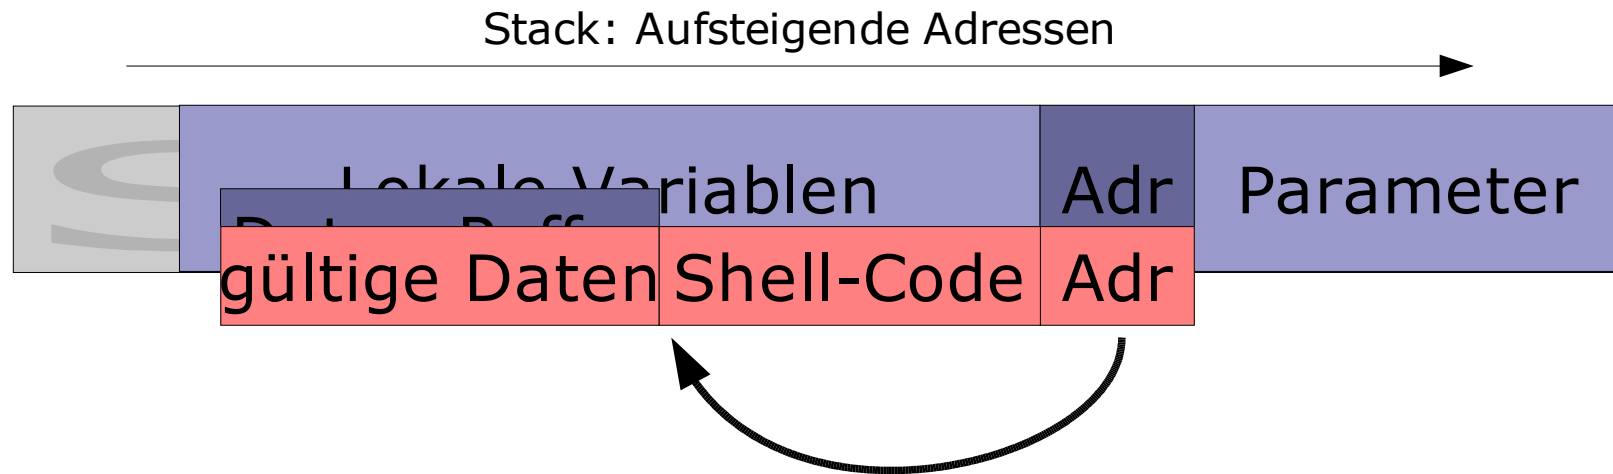 Stack: Aufsteigende Adressen
Lokale Variablen Adr Parameter
gültige Daten Shell-Code Adr